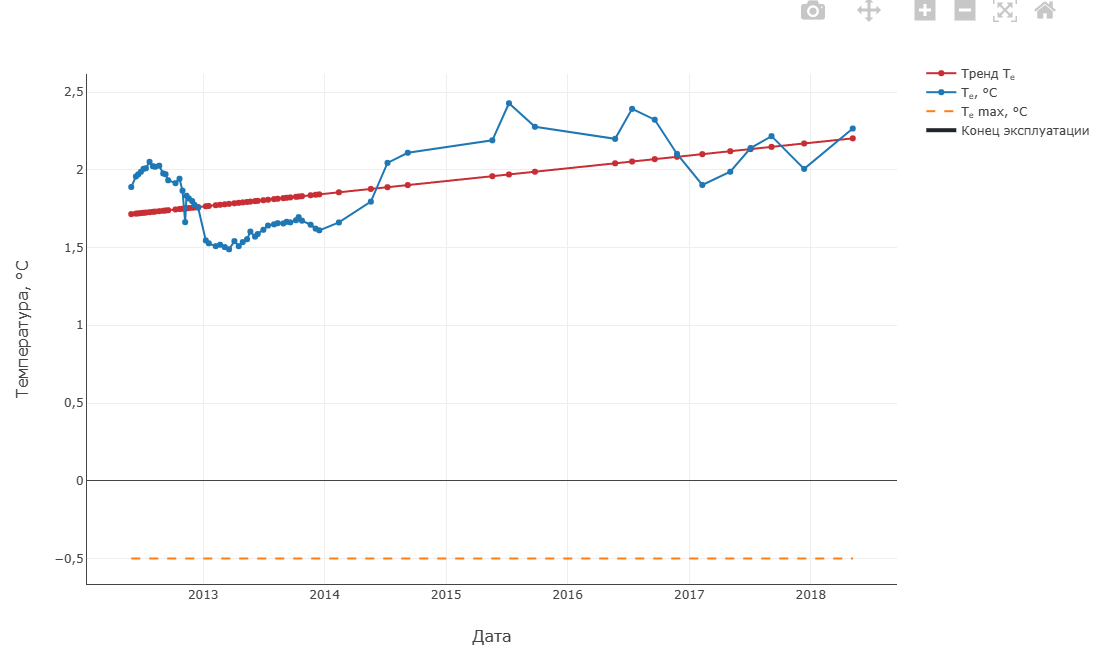 Тренд Tₑ
Tₑ, °C
Tₑ max, °C
Конец эксплуатации
2,5
2
1,5
1
0,5
0
−0,5
Температура, °C
2013
2014
2015
2016
2017
2018
Дата